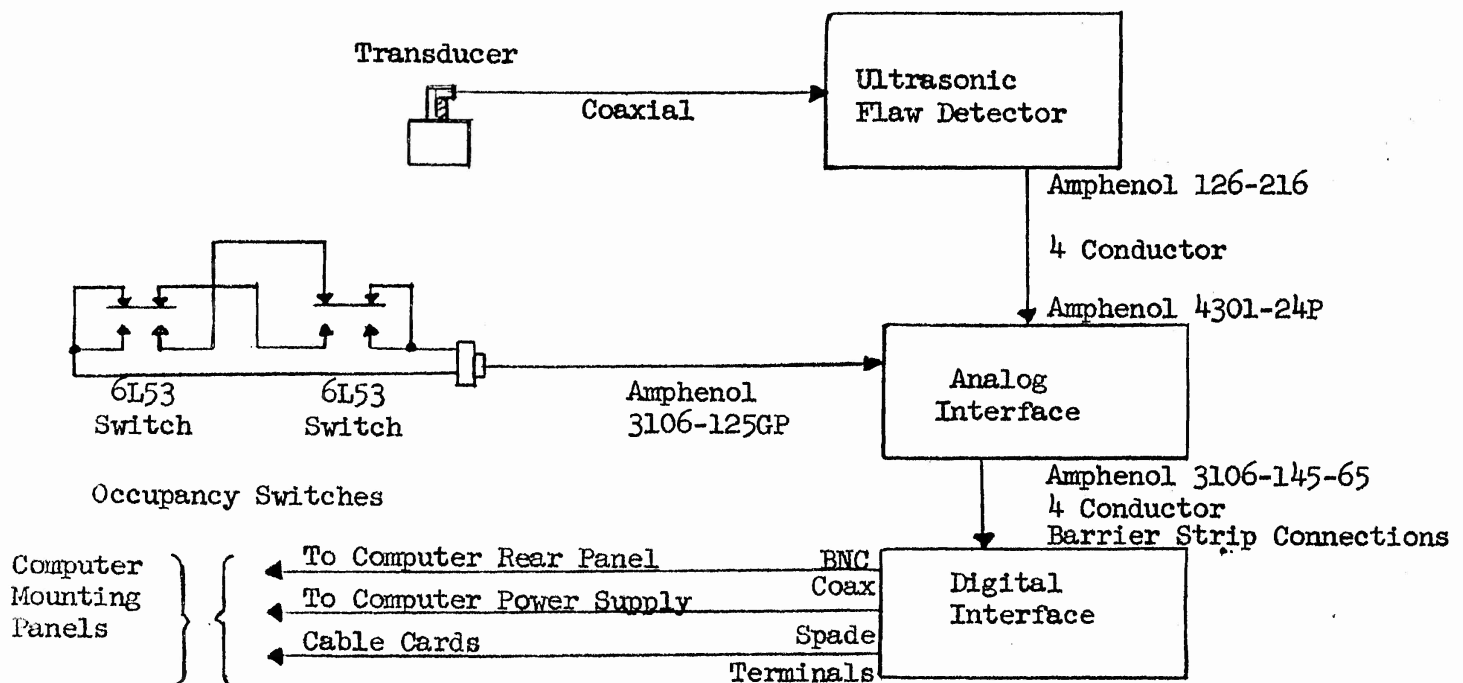 Transducer
Coaxial
Ultrasonic
Flaw Detector
Amphenol 126-216
4 Conductor
Amphenol 4301-24P
6L53
Switch
6L53
Switch
Amphenol
3106-125GP
Analog
Interface
Occupancy Switches
Amphenol 3106-145-65
4 Conductor
Barrier Strip Connections
Computer
Mounting
Panels
To Computer Rear Panel
BNC
Coax
To Computer Power Supply
Spade
Cable Cards
Terminals
Digital
Interface